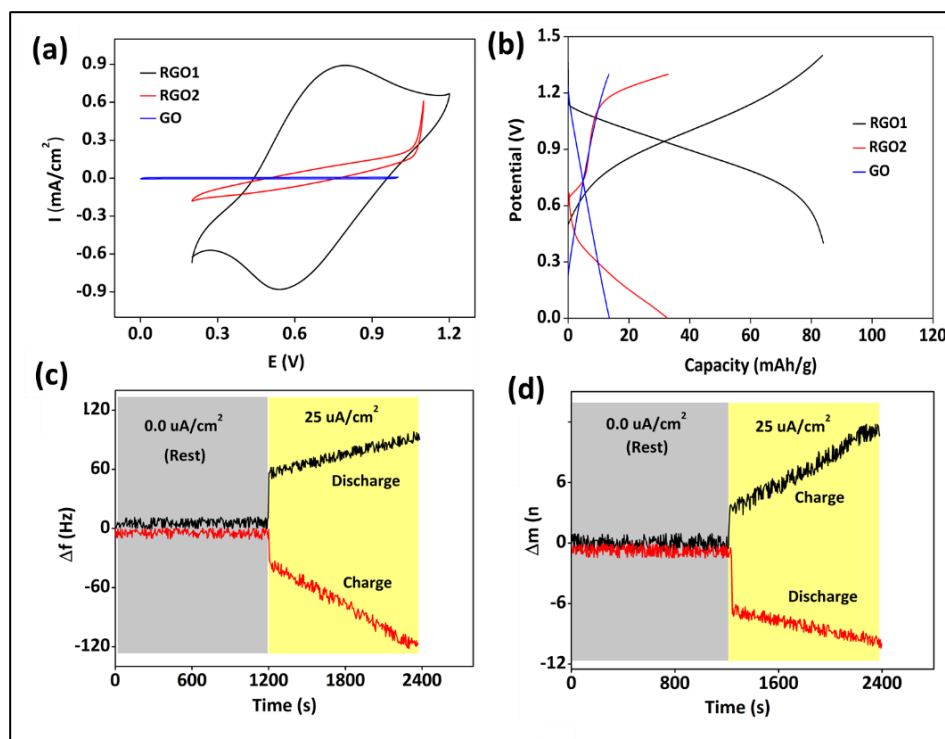 (a)
RGO1
RGO2
GO
I (mA/cm²)
0.9
0.6
0.3
0.0
-0.3
-0.6
-0.9
0.0 0.3 0.6 0.9 1.2
E (V)
(b)
RGO1
RGO2
GO
Potential (V)
1.5
1.2
0.9
0.6
0.3
0.0
0 20 40 60 80 100 120
Capacity (mAh/g)
(c)
0.0 uA/cm² 25 uA/cm²
(Rest)
Discharge
Charge
Δf (Hz)
120
60
0
-60
-120
0 600 1200 1800 2400
Time (s)
(d)
0.0 uA/cm² 25 uA/cm²
(Rest)
Charge
Discharge
Δm (n
6
0
-6
-12
0 800 1600 2400
Time (s)